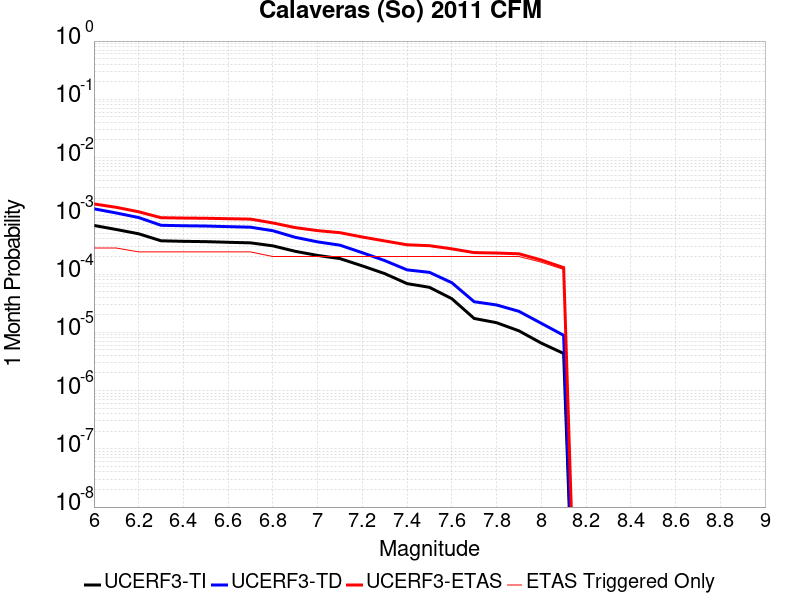 Calaveras (So) 2011 CFM
10^0
10^-1
10^-2
10^-3
10^-4
10^-5
10^-6
10^-7
10^-8
1 Month Probability
6 6.2 6.4 6.6 6.8 7 7.2 7.4 7.6 7.8 8 8.2 8.4 8.6 8.8 9
Magnitude
UCERF3-TI UCERF3-TD UCERF3-ETAS ETAS Triggered Only